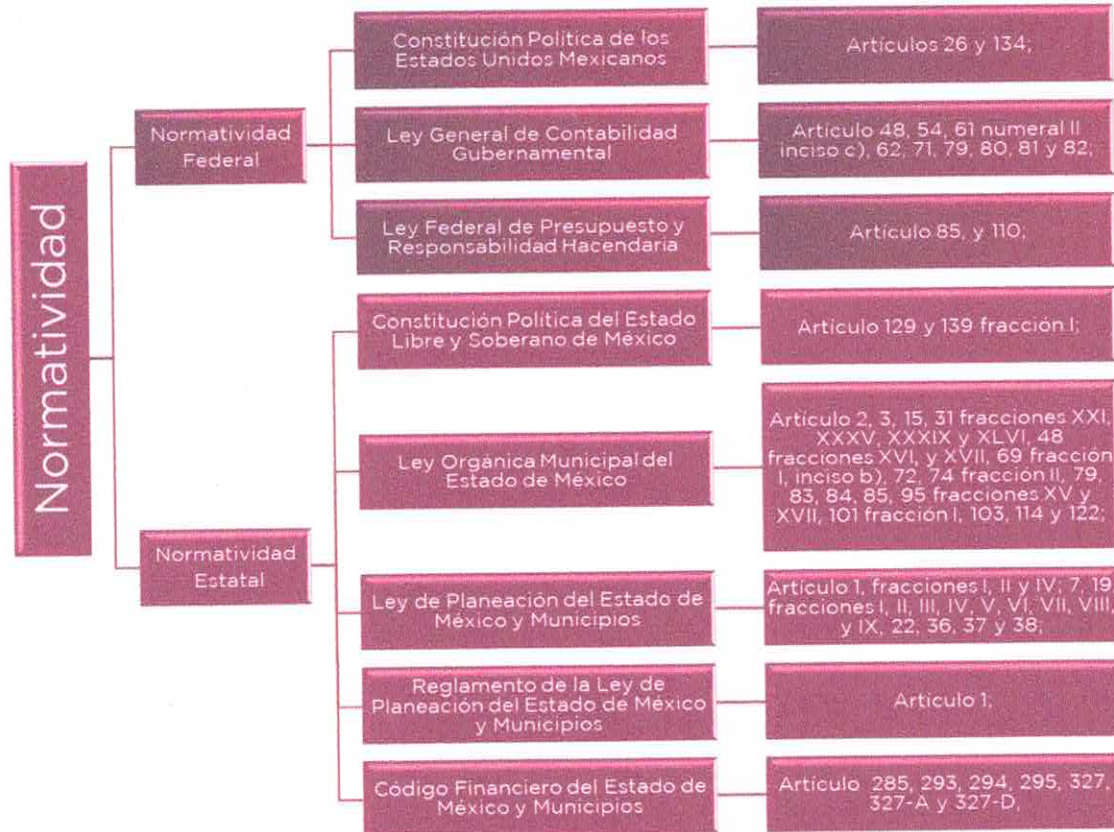 Normatividad
Normatividad
Federal
Constitución Política de los
Estados Unidos Mexicanos
Artículos 26 y 134;
Ley General de Contabilidad
Gubernamental
Artículo 48, 54, 61 numeral II
inciso c), 62, 71, 79, 80, 81 y 82;
Ley Federal de Presupuesto y
Responsabilidad Hacendaria
Artículo 85, y 110;
Normatividad
Estatal
Constitución Política del Estado
Libre y Soberano de México
Artículo 129 y 139 fracción I;
Ley Orgánica Municipal del
Estado de México
Artículo 2, 3, 15, 31 fracciones XXI,
XXXV, XXXIX y XLVI, 48
fracciones XVI, y XVII, 69 fracción
I, inciso b), 72, 74 fracción II, 79,
83, 84, 85, 95 fracciones XV y
XVII, 101 fracción I, 103, 114 y 122;
Ley de Planeación del Estado de
México y Municipios
Artículo 1, fracciones I, II y IV; 7, 19
fracciones I, II, III, IV, V, VI, VII, VIII,
y IX, 22, 36, 37 y 38;
Reglamento de la Ley de
Planeación del Estado de México
y Municipios
Artículo 1;
Código Financiero del Estado de
México y Municipios
Artículo 285, 293, 294, 295, 327,
327-A y 327-D;